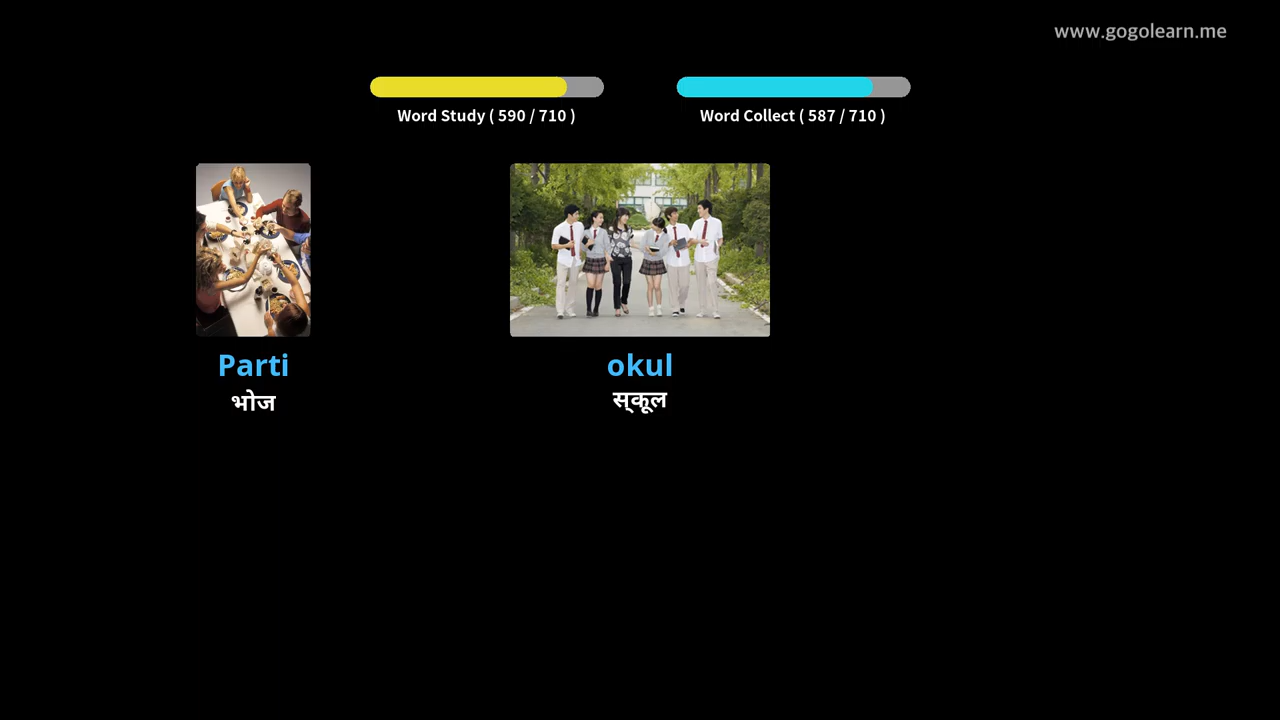 www.gogolearn.me
Word Study ( 590 / 710 )
Word Collect ( 587 / 710 )
Parti
भोज
okul
स्कूल